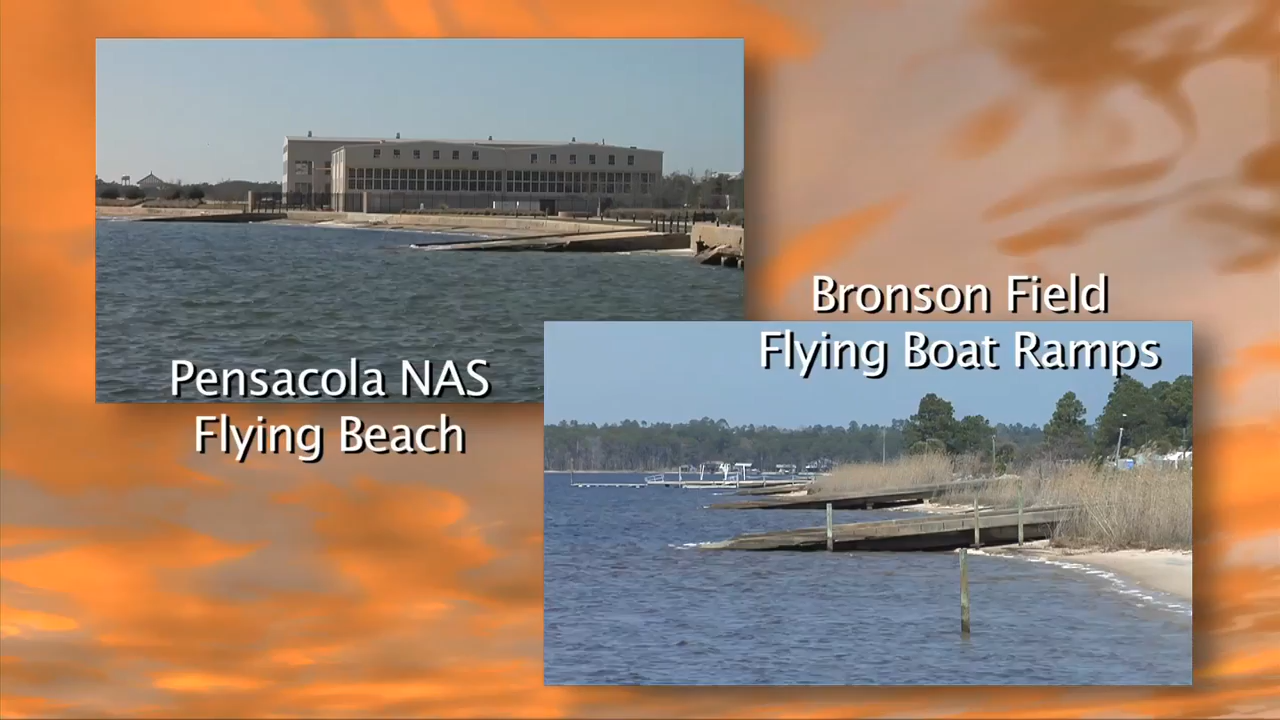 Pensacola NAS
Flying Beach
Bronson Field
Flying Boat Ramps